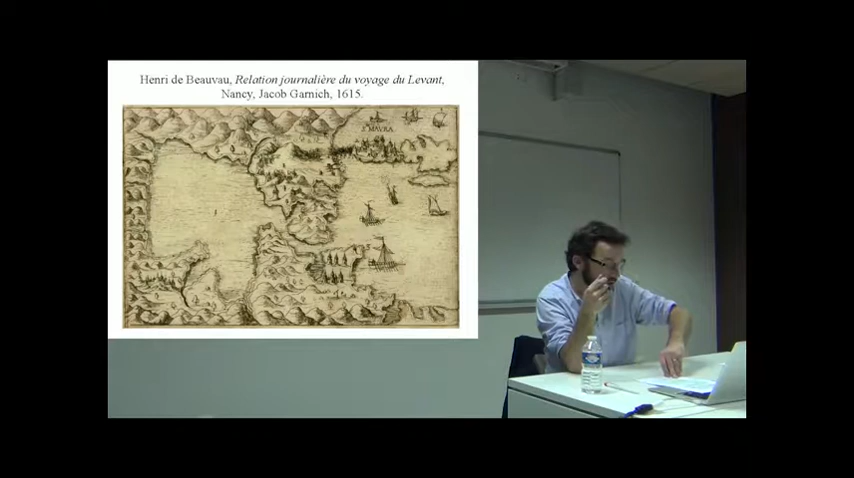 Henri de Beauvau, Relation journalière du voyage du Levant,
Nancy, Jacob Garnich, 1615.
S. MAVRA